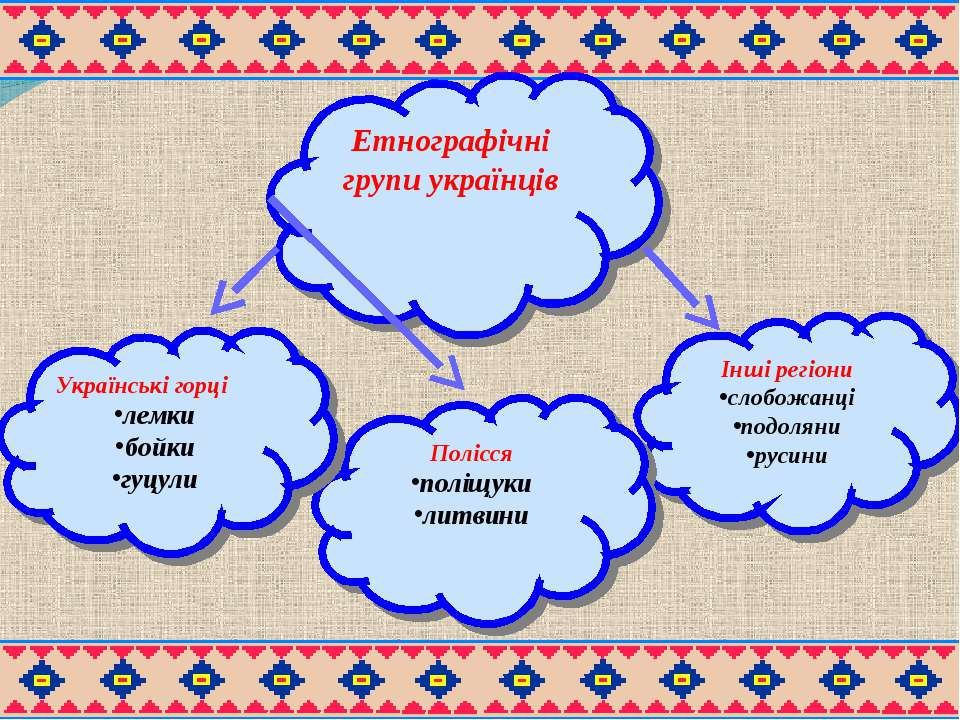 Етнографічні
групи українців
Українські горці
•лемки
•бойки
•гуцули
Полісся
•поліщуки
•литвини
Інші регіони
•слобожанці
•подоляни
•русини